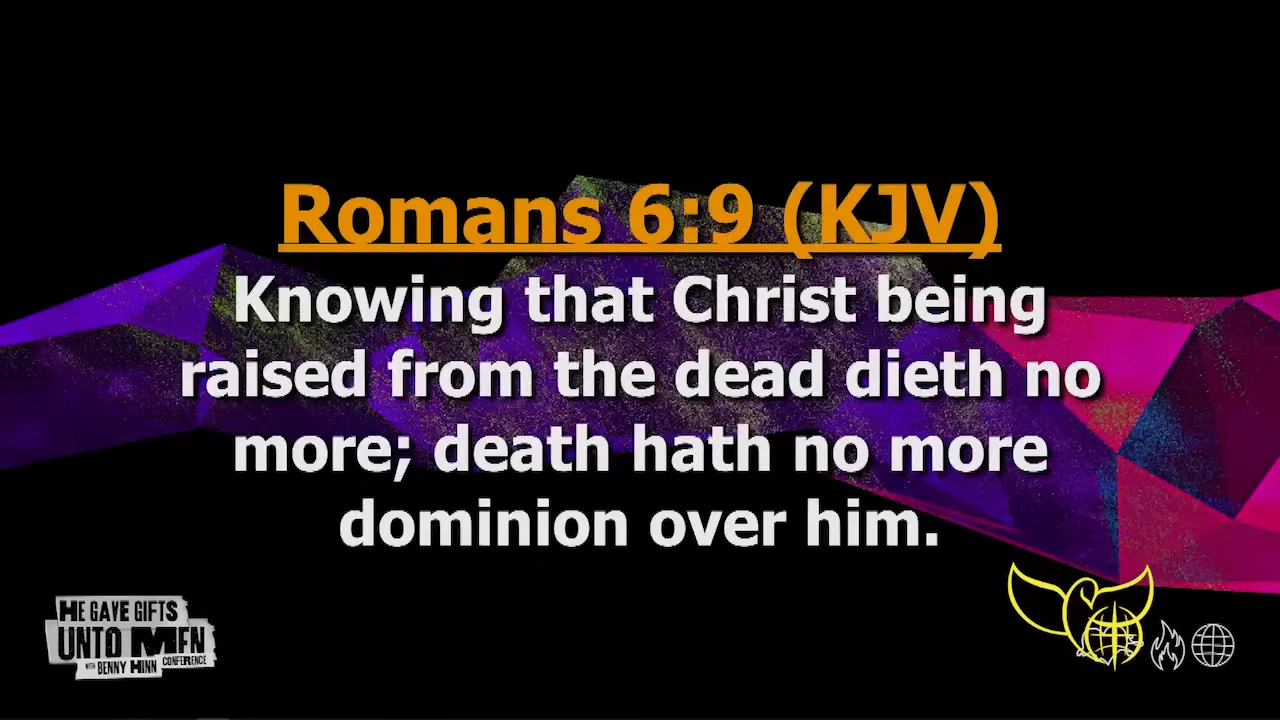 Romans 6:9 (KJV)
Knowing that Christ being
raised from the dead dieth no
more; death hath no more
dominion over him.
HE GAVE GIFTS
UNTO MEN
WITH BENNY HINN CONFERENCE